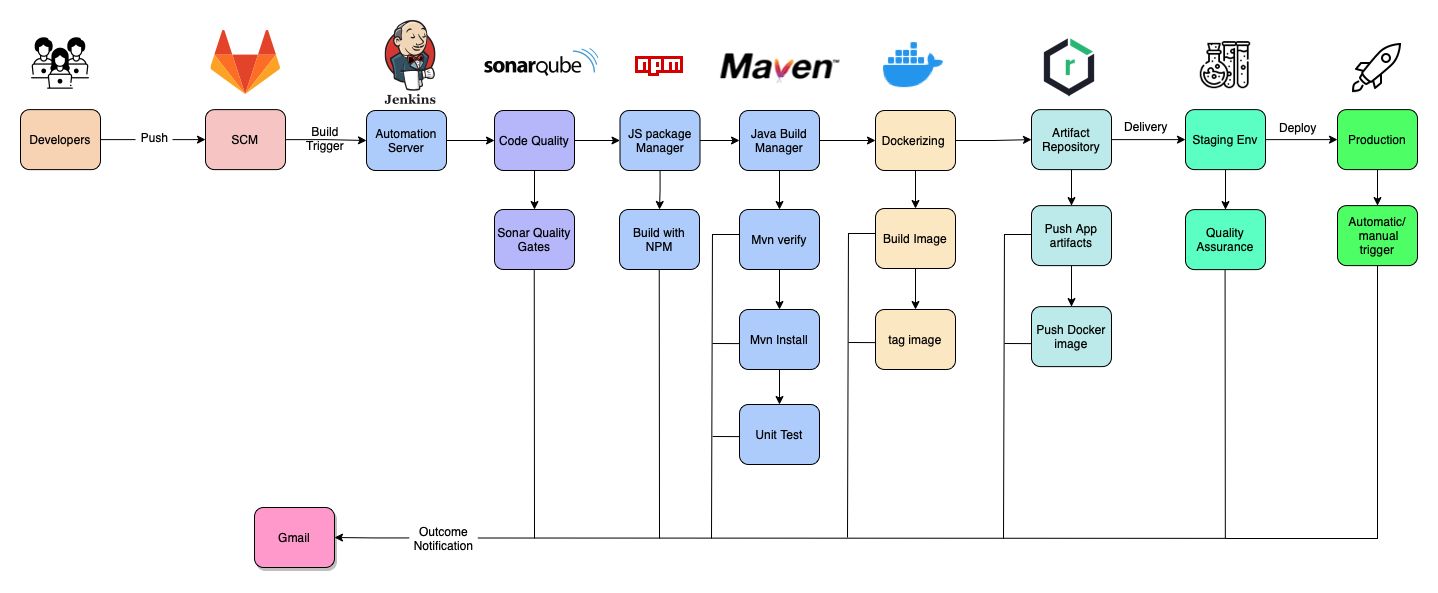 sonarqube
npm
Maven™
r
Jenkins
Developers
Push
SCM
Build
Trigger
Automation
Server
Code Quality
JS package
Manager
Java Build
Manager
Dockerizing
Artifact
Repository
Delivery
Staging Env
Deploy
Production
Sonar Quality
Gates
Build with
NPM
Mvn verify
Build Image
Push App
artifacts
Quality
Assurance
Automatic/
manual
trigger
Mvn Install
tag image
Push Docker
image
Unit Test
Gmail
Outcome
Notification